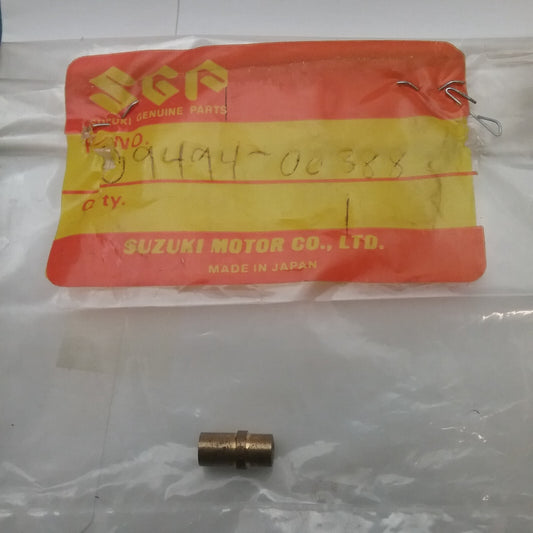 SGP
SUZUKI GENUINE PARTS
NO. 09494-00388
Q'ty. 1
SUZUKI MOTOR CO., LTD.
MADE IN JAPAN